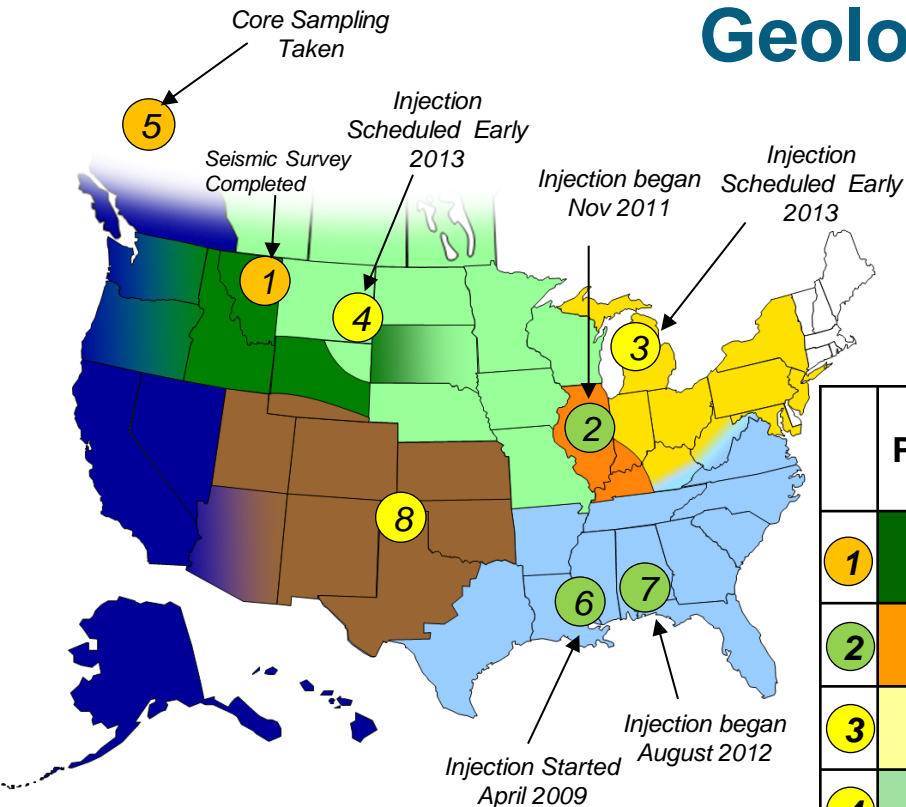 Geolo
Core Sampling
Taken
5
Injection
Scheduled Early
2013
Seismic Survey
Completed
Injection began
Nov 2011
Injection
Scheduled Early
2013
1
4
3
2
8
6
7
Injection Started
April 2009
Injection began
August 2012
P
1
2
3
4